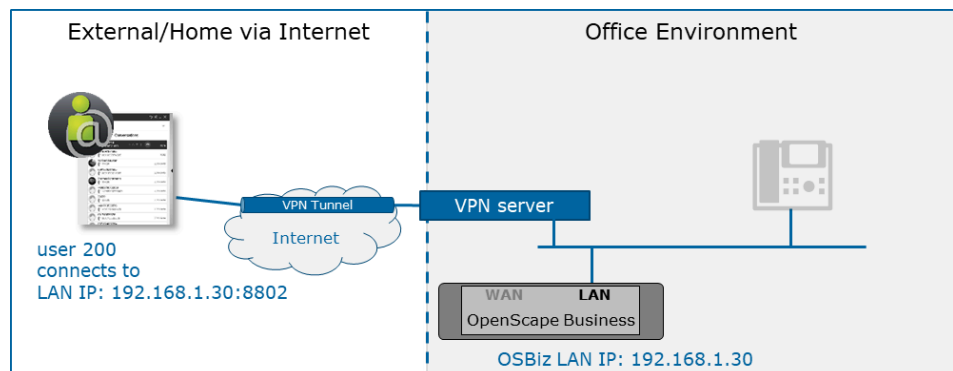 External/Home via Internet
Office Environment
@
VPN Tunnel
VPN server
Internet
user 200
connects to
LAN IP: 192.168.1.30:8802
WAN LAN
OpenScape Business
OSBiz LAN IP: 192.168.1.30